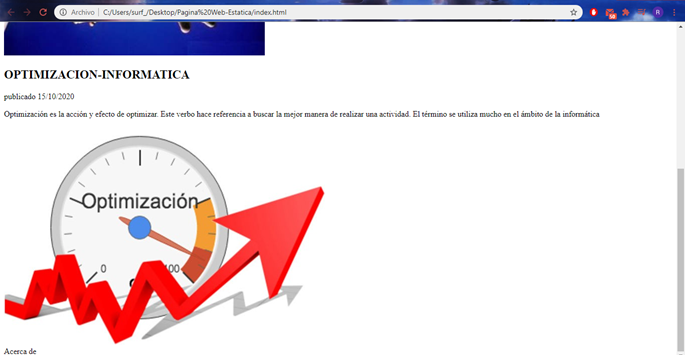 Archivo | C:/Users/surf_/Desktop/Pagina%20Web-Estatica/index.html
50
R
OPTIMIZACION-INFORMATICA
publicado 15/10/2020
Optimización es la acción y efecto de optimizar. Este verbo hace referencia a buscar la mejor manera de realizar una actividad. El término se utiliza mucho en el ámbito de la informática
Optimización
0
100
Acerca de